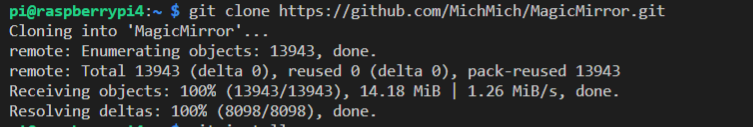 pi@raspberrypi4:~ $ git clone https://github.com/MichMich/MagicMirror.git
Cloning into 'MagicMirror'...
remote: Enumerating objects: 13943, done.
remote: Total 13943 (delta 0), reused 0 (delta 0), pack-reused 13943
Receiving objects: 100% (13943/13943), 14.18 MiB | 1.26 MiB/s, done.
Resolving deltas: 100% (8098/8098), done.